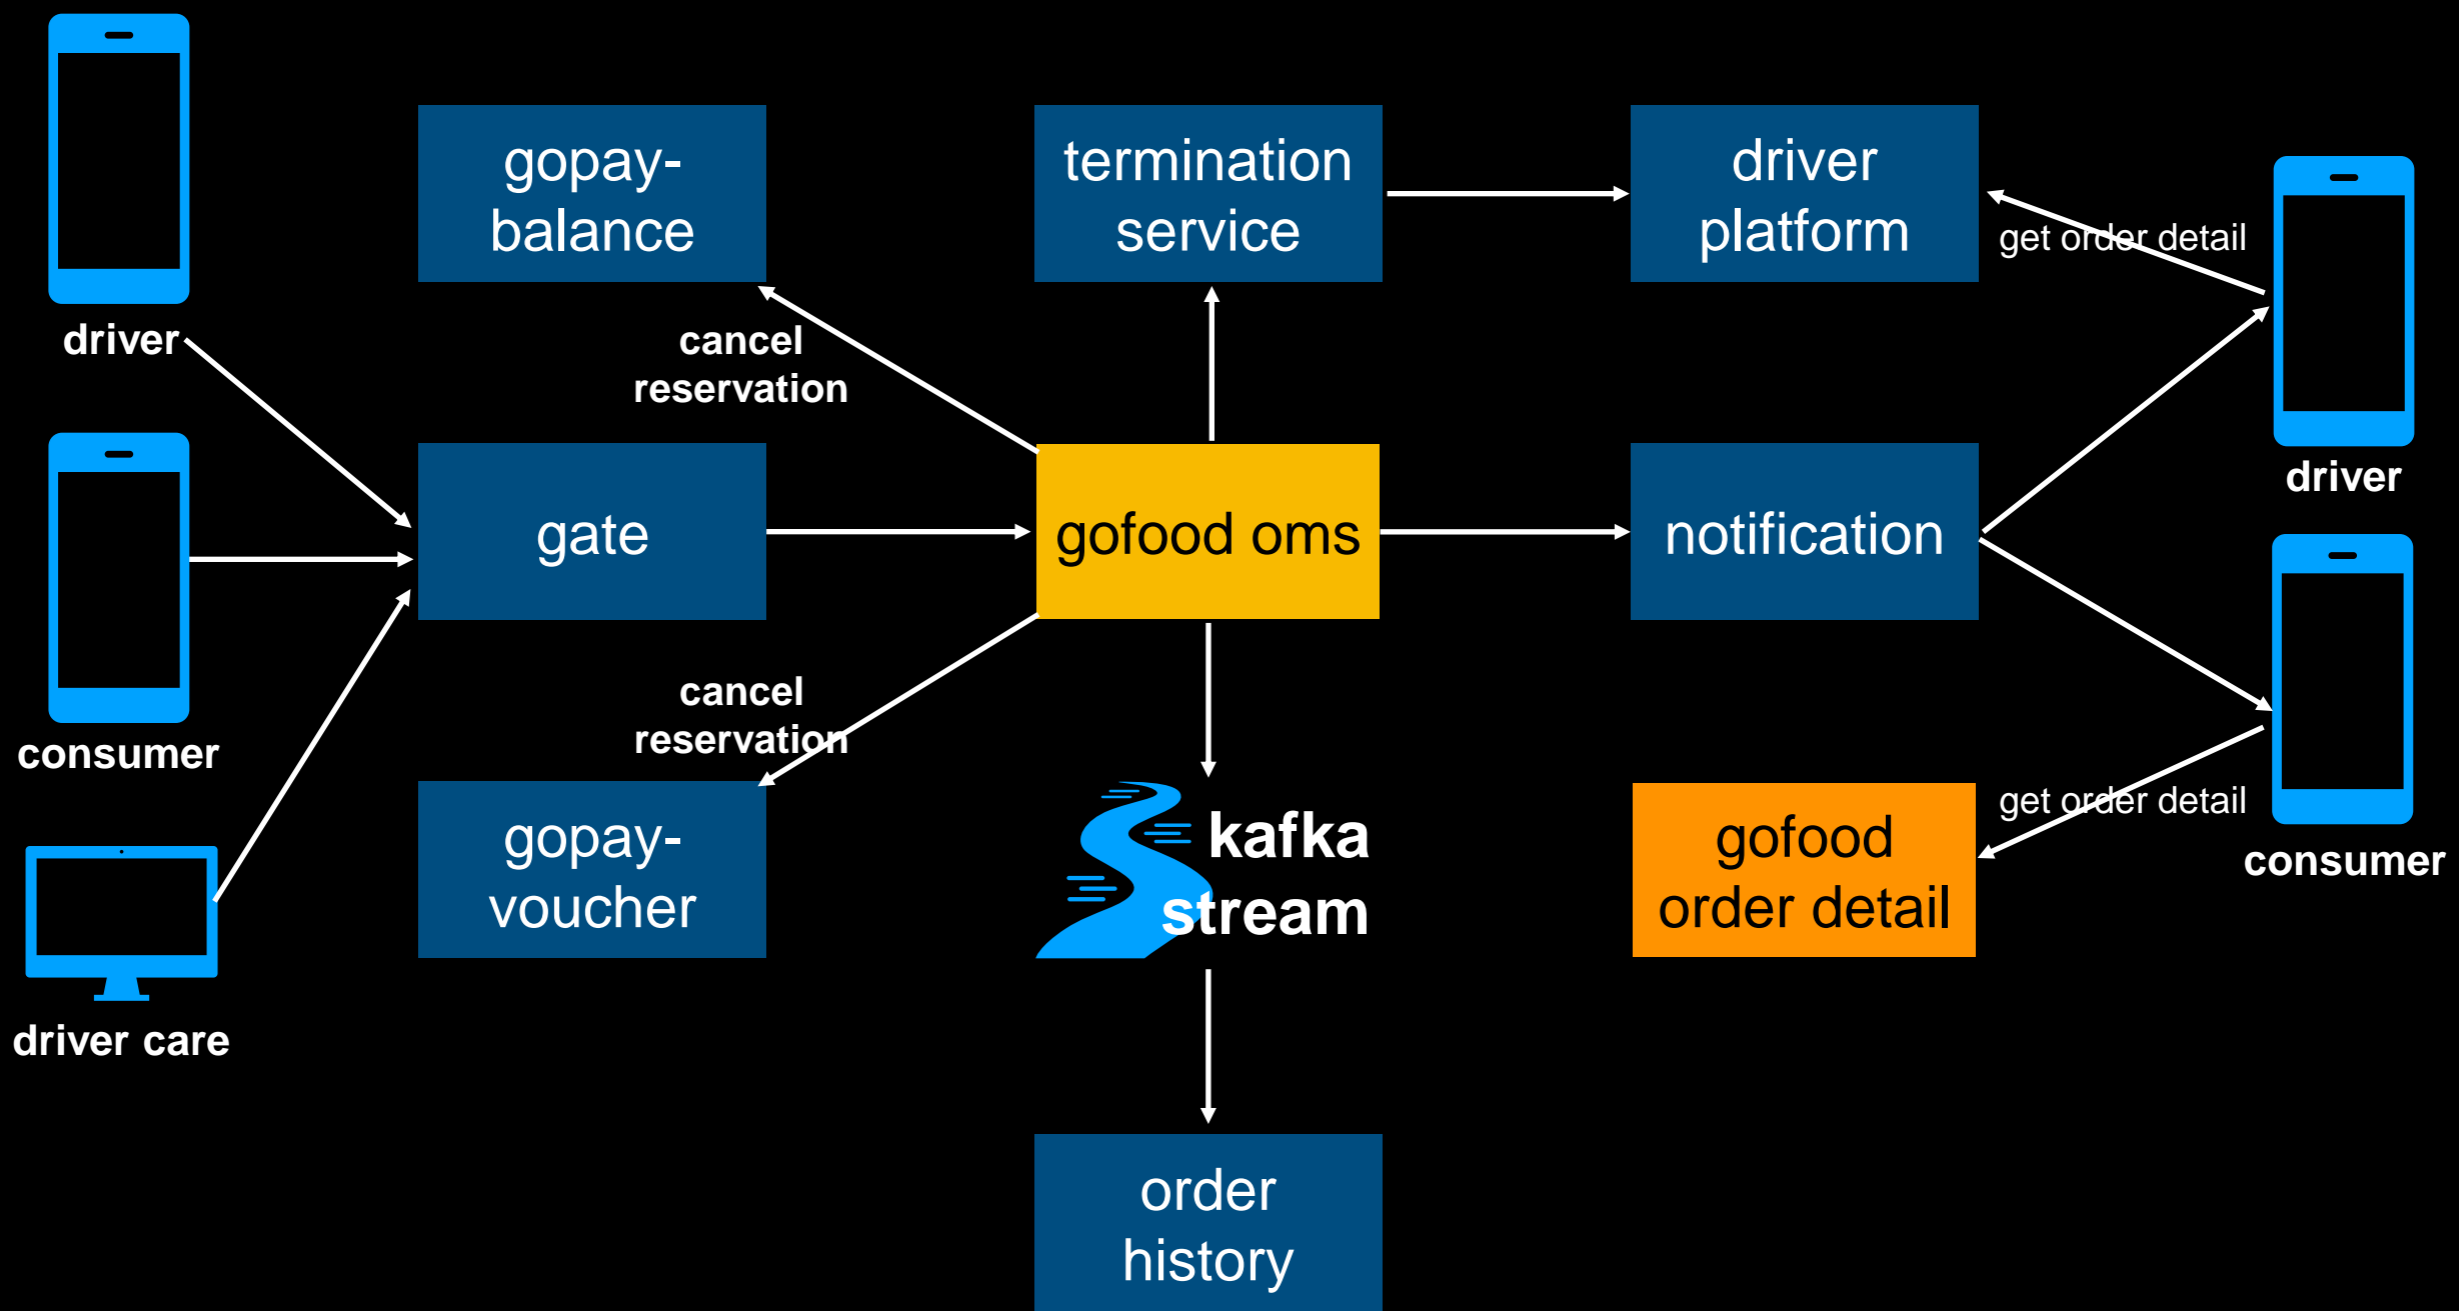 driver
gopay-
balance
cancel
reservation
termination
service
driver
platform
get order detail
driver
consumer
gate
gofood oms
notification
cancel
reservation
driver care
gopay-
voucher
kafka
stream
gofood
order detail
get order detail
consumer
order
history